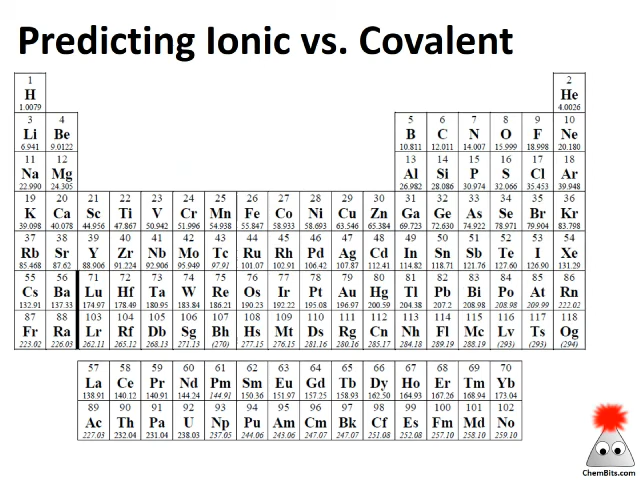 Predicting Ionic vs. Covalent
1 2
H He
1.0079 4.0026
3 4 5 6 7 8 9 10
Li Be B C N O F Ne
6.941 9.0122 10.811 12.011 14.007 15.999 18.998 20.180
11 12 13 14 15 16 17 18
Na Mg Al Si P S Cl Ar
22.990 24.305 26.982 28.086 30.974 32.066 35.453 39.948
19 20 21 22 23 24 25 26 27 28 29 30 31 32 33 34 35 36
K Ca Sc Ti V Cr Mn Fe Co Ni Cu Zn Ga Ge As Se Br Kr
39.098 40.078 44.956 47.867 50.942 51.996 54.938 55.847 58.933 58.693 63.546 65.384 69.723 72.630 74.922 78.971 79.904 83.798
37 38 39 40 41 42 43 44 45 46 47 48 49 50 51 52 53 54
Rb Sr Y Zr Nb Mo Tc Ru Rh Pd Ag Cd In Sn Sb Te I Xe
85.468 87.62 88.906 91.224 92.906 95.949 97.91 101.07 102.91 106.42 107.87 112.41 114.82 118.71 121.76 127.60 126.90 131.29
55 56 71 72 73 74 75 76 77 78 79 80 81 82 83 84 85 86
Cs Ba Lu Hf Ta W Re Os Ir Pt Au Hg Tl Pb Bi Po At Rn
132.91 137.33 174.97 178.49 180.95 183.84 186.21 190.23 192.22 195.08 196.97 200.59 204.38 207.2 208.98 208.98 209.99 222.02
87 88 103 104 105 106 107 108 109 110 111 112 113 114 115 116 117 118
Fr Ra Lr Rf Db Sg Bh Hs Mt Ds Rg Cn Nh Fl Mc Lv Ts Og
223.02 226.03 262.11 265.12 268.13 271.13 (270) 277.15 276.15 281.16 280.16 285.17 284.18 289.19 288.19 (293) (293) (294)
57 58 59 60 61 62 63 64 65 66 67 68 69 70
La Ce Pr Nd Pm Sm Eu Gd Tb Dy Ho Er Tm Yb
138.91 140.12 140.91 144.24 144.91 150.36 151.97 157.25 158.93 162.50 164.93 167.26 168.94 173.04
89 90 91 92 93 94 95 96 97 98 99 100 101 102
Ac Th Pa U Np Pu Am Cm Bk Cf Es Fm Md No
227.03 232.04 231.04 238.03 237.05 244.06 243.06 247.07 247.07 251.08 252.08 257.10 258.10 259.10
ChemBits.com